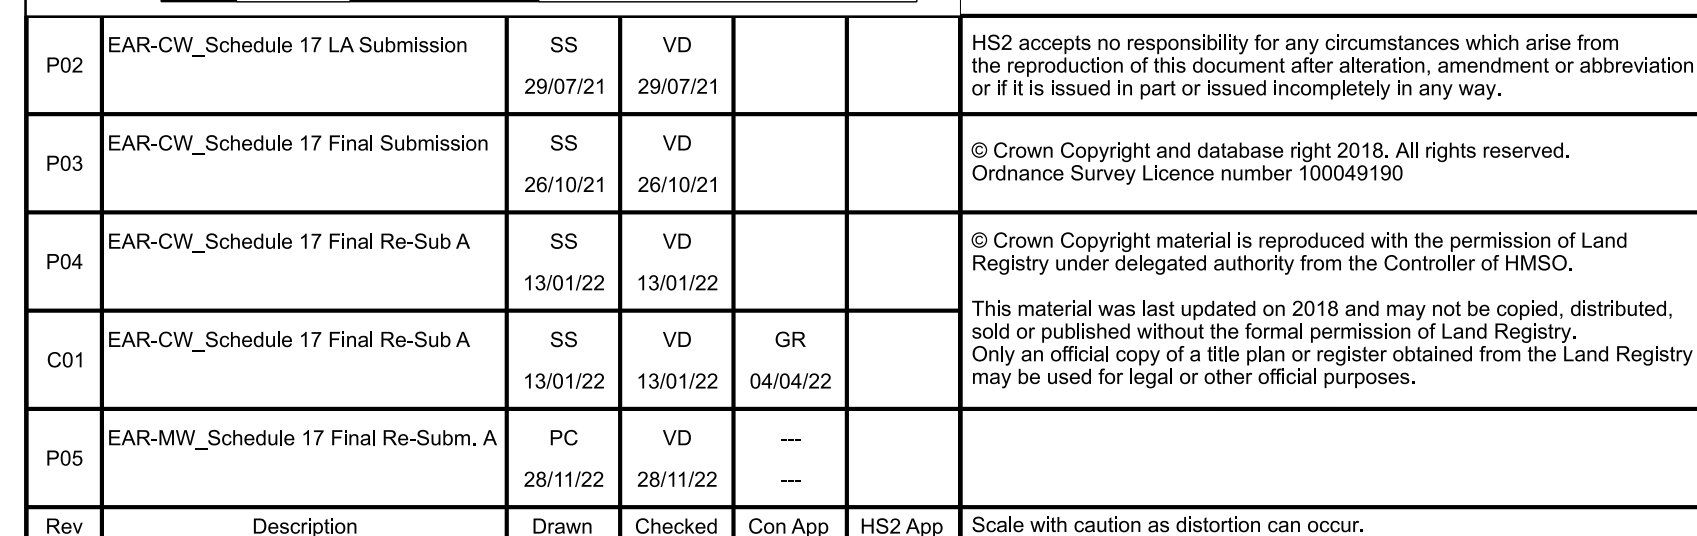 P02
EAR-CW_Schedule 17 LA Submission
SS
29/07/21
VD
29/07/21
P03
EAR-CW_Schedule 17 Final Submission
SS
26/10/21
VD
26/10/21
P04
EAR-CW_Schedule 17 Final Re-Sub A
SS
13/01/22
VD
13/01/22
C01
EAR-CW_Schedule 17 Final Re-Sub A
SS
13/01/22
VD
13/01/22
GR
04/04/22
P05
EAR-MW_Schedule 17 Final Re-Subm. A
PC
28/11/22
VD
28/11/22
---
---
Rev
Description
Drawn
Checked
Con App
HS2 App
HS2 accepts no responsibility for any circumstances which arise from
the reproduction of this document after alteration, amendment or abbreviation
or if it is issued in part or issued incompletely in any way.
© Crown Copyright and database right 2018. All rights reserved.
Ordnance Survey Licence number 100049190
© Crown Copyright material is reproduced with the permission of Land
Registry under delegated authority from the Controller of HMSO.
This material was last updated on 2018 and may not be copied, distributed,
sold or published without the formal permission of Land Registry.
Only an official copy of a title plan or register obtained from the Land Registry
may be used for legal or other official purposes.
Scale with caution as distortion can occur.